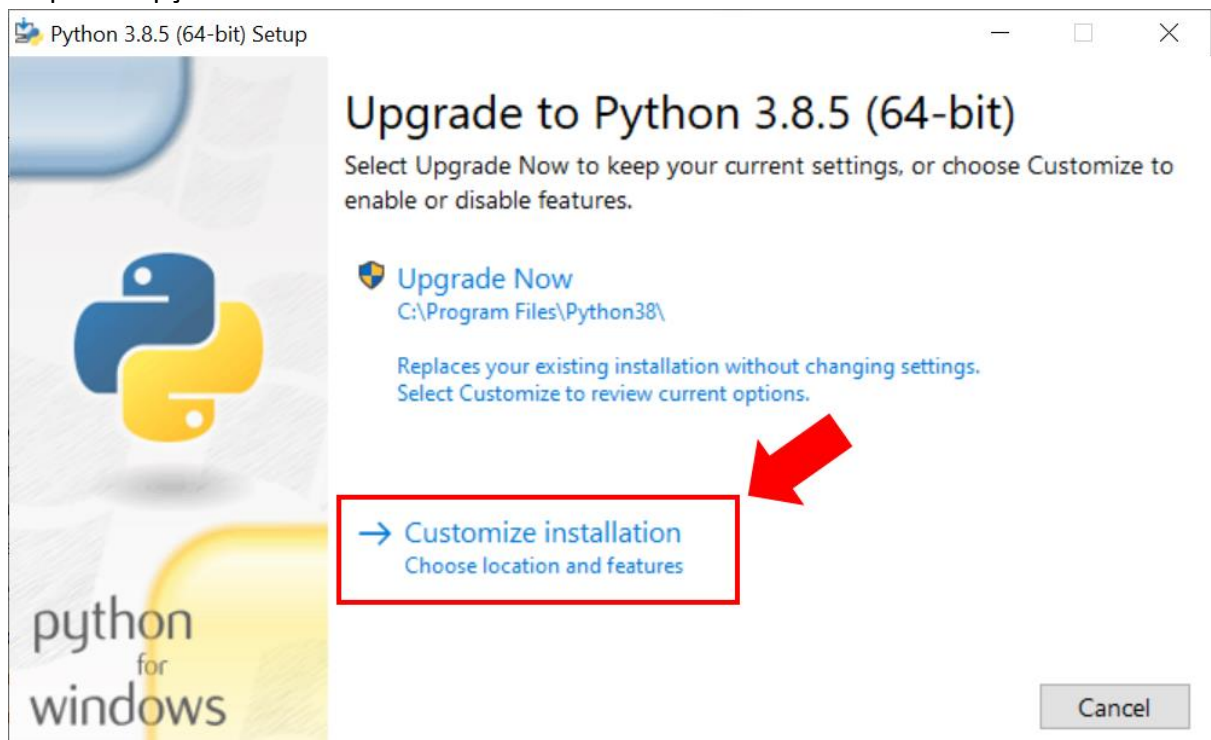 Python 3.8.5 (64-bit) Setup
Upgrade to Python 3.8.5 (64-bit)
Select Upgrade Now to keep your current settings, or choose Customize to
enable or disable features.
Upgrade Now
C:\Program Files\Python38\
Replaces your existing installation without changing settings.
Select Customize to review current options.
→ Customize installation
Choose location and features
python
for
windows
Cancel